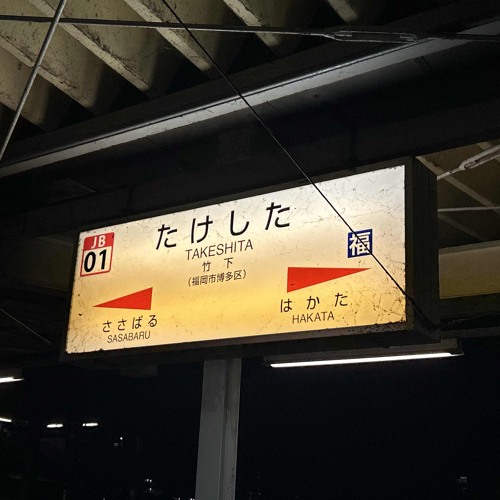 JB
01
たけした
TAKESHITA
竹下
(福岡市博多区)
福
ささばる
SASABARU
はかた
HAKATA